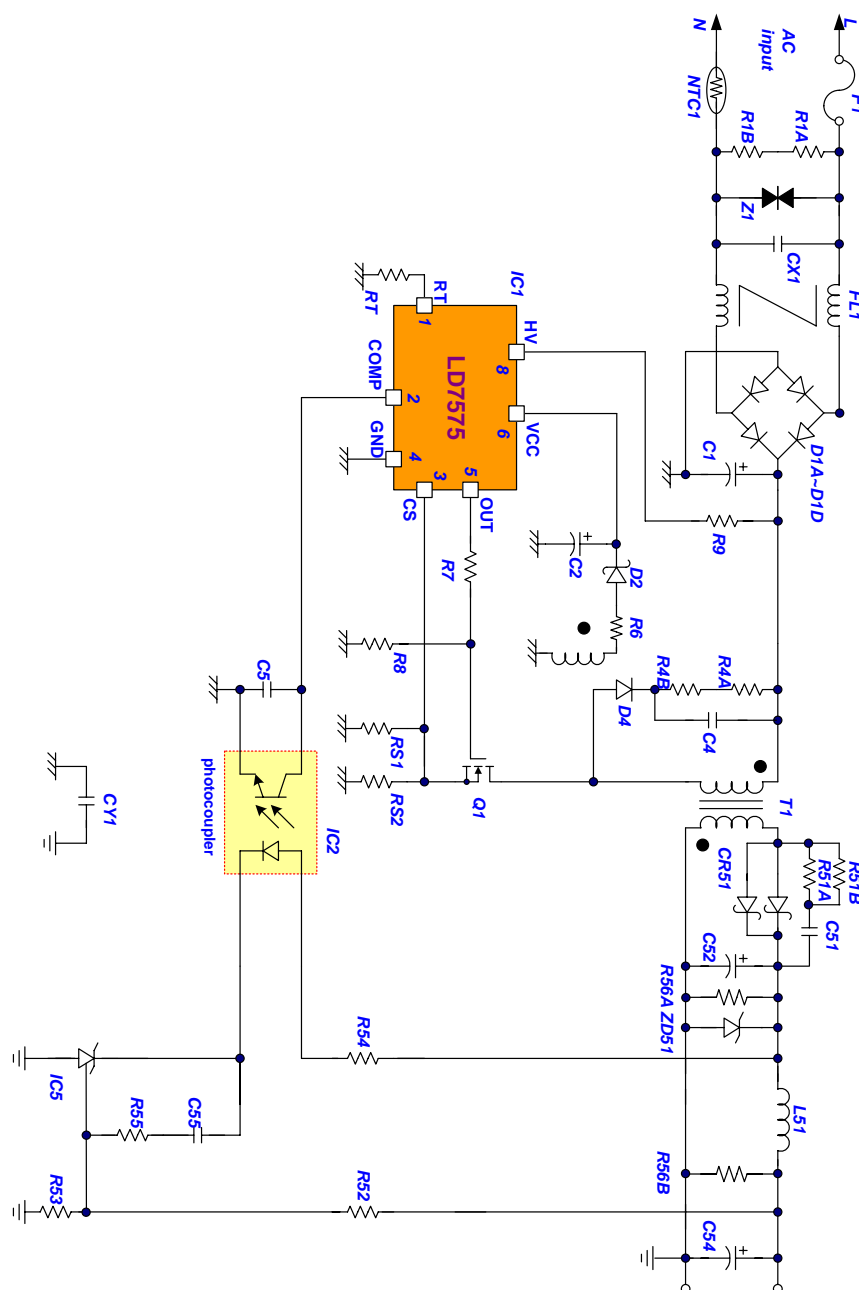 F1
FL1
R51B
L
R1A
R51A
C51
AC
input
CX1
D1A~D1D
T1
L51
N
NTC1
R1B
Z1
C1
R9
R4A
R4B
C4
CR51
C52
R56A
ZD51
R56B
C54
D2
R6
D4
C2
IC1
HV
VCC
8
6
LD7575
OUT
5
R7
Q1
RT
1
RT
COMP
2
GND
4
3
CS
R8
RS1
RS2
R54
R52
C5
IC2
photocoupler
CY1
C55
R55
IC5
R53
+
+
+
+